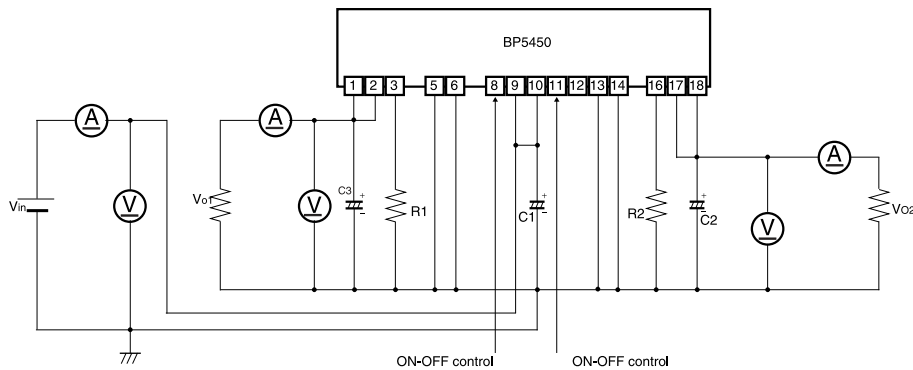 BP5450
1 2 3 5 6 8 9 10 11 12 13 14 16 17 18
A A A
C3 + + +
Vin V Vo1 V − R1 C1 − R2 − C2 V VO2
ON-OFF control ON-OFF control